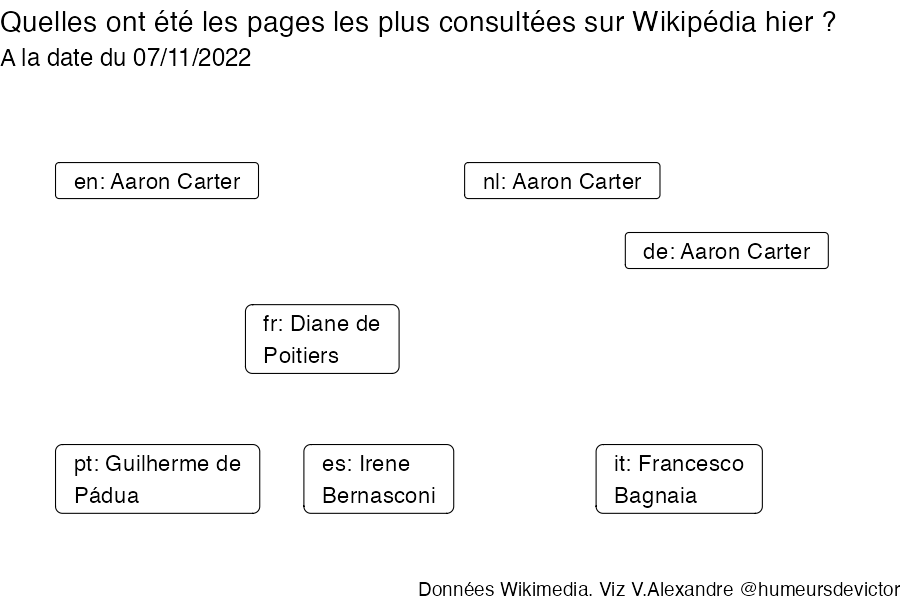 Quelles ont été les pages les plus consultées sur Wikipédia hier ?
A la date du 07/11/2022
en: Aaron Carter
nl: Aaron Carter
de: Aaron Carter
fr: Diane de
Poitiers
pt: Guilherme de
Pádua
es: Irene
Bernasconi
it: Francesco
Bagnaia
Données Wikimedia. Viz V.Alexandre @humeursdevictor